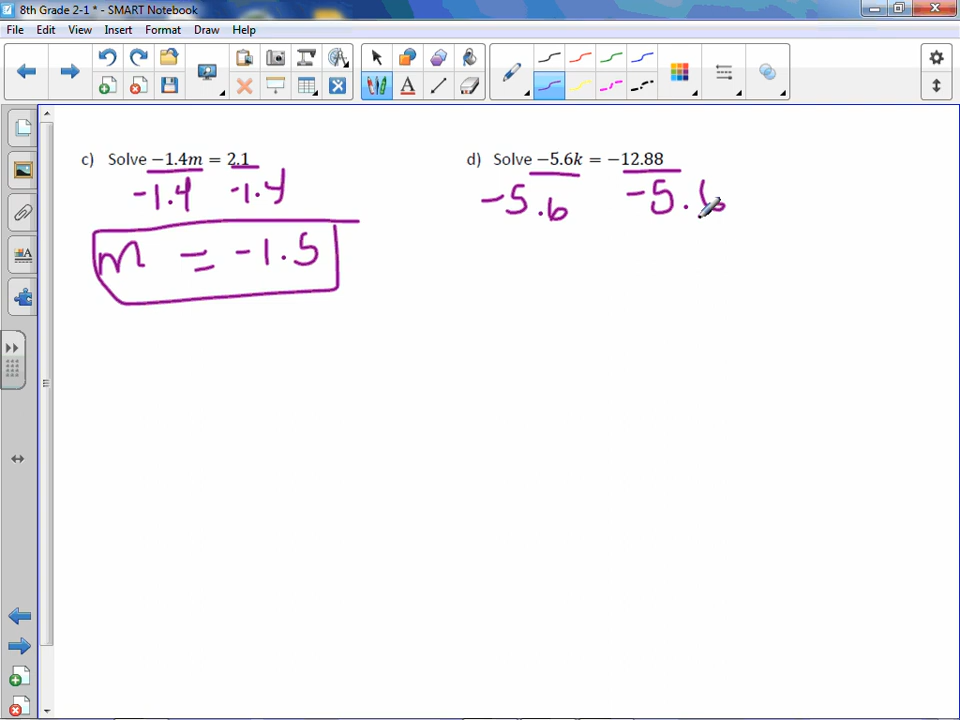 8th Grade 2-1 * - SMART Notebook
File Edit View Insert Format Draw Help
c) Solve −1.4m = 2.1
-1.4 -1.4
m = -1.5
d) Solve −5.6k = −12.88
-5.6 -5.6